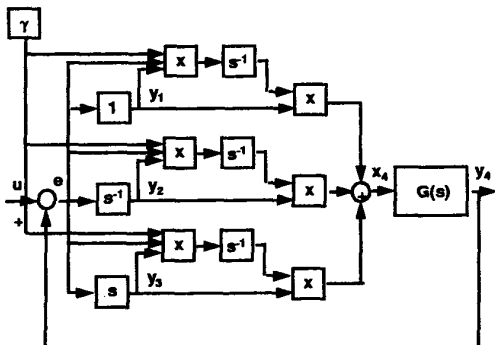 γ
x s⁻¹
1 y₁ x
x s⁻¹ x₄ y₄
u e G(s)
+ s⁻¹ y₂ x +
x s⁻¹
s y₃ x